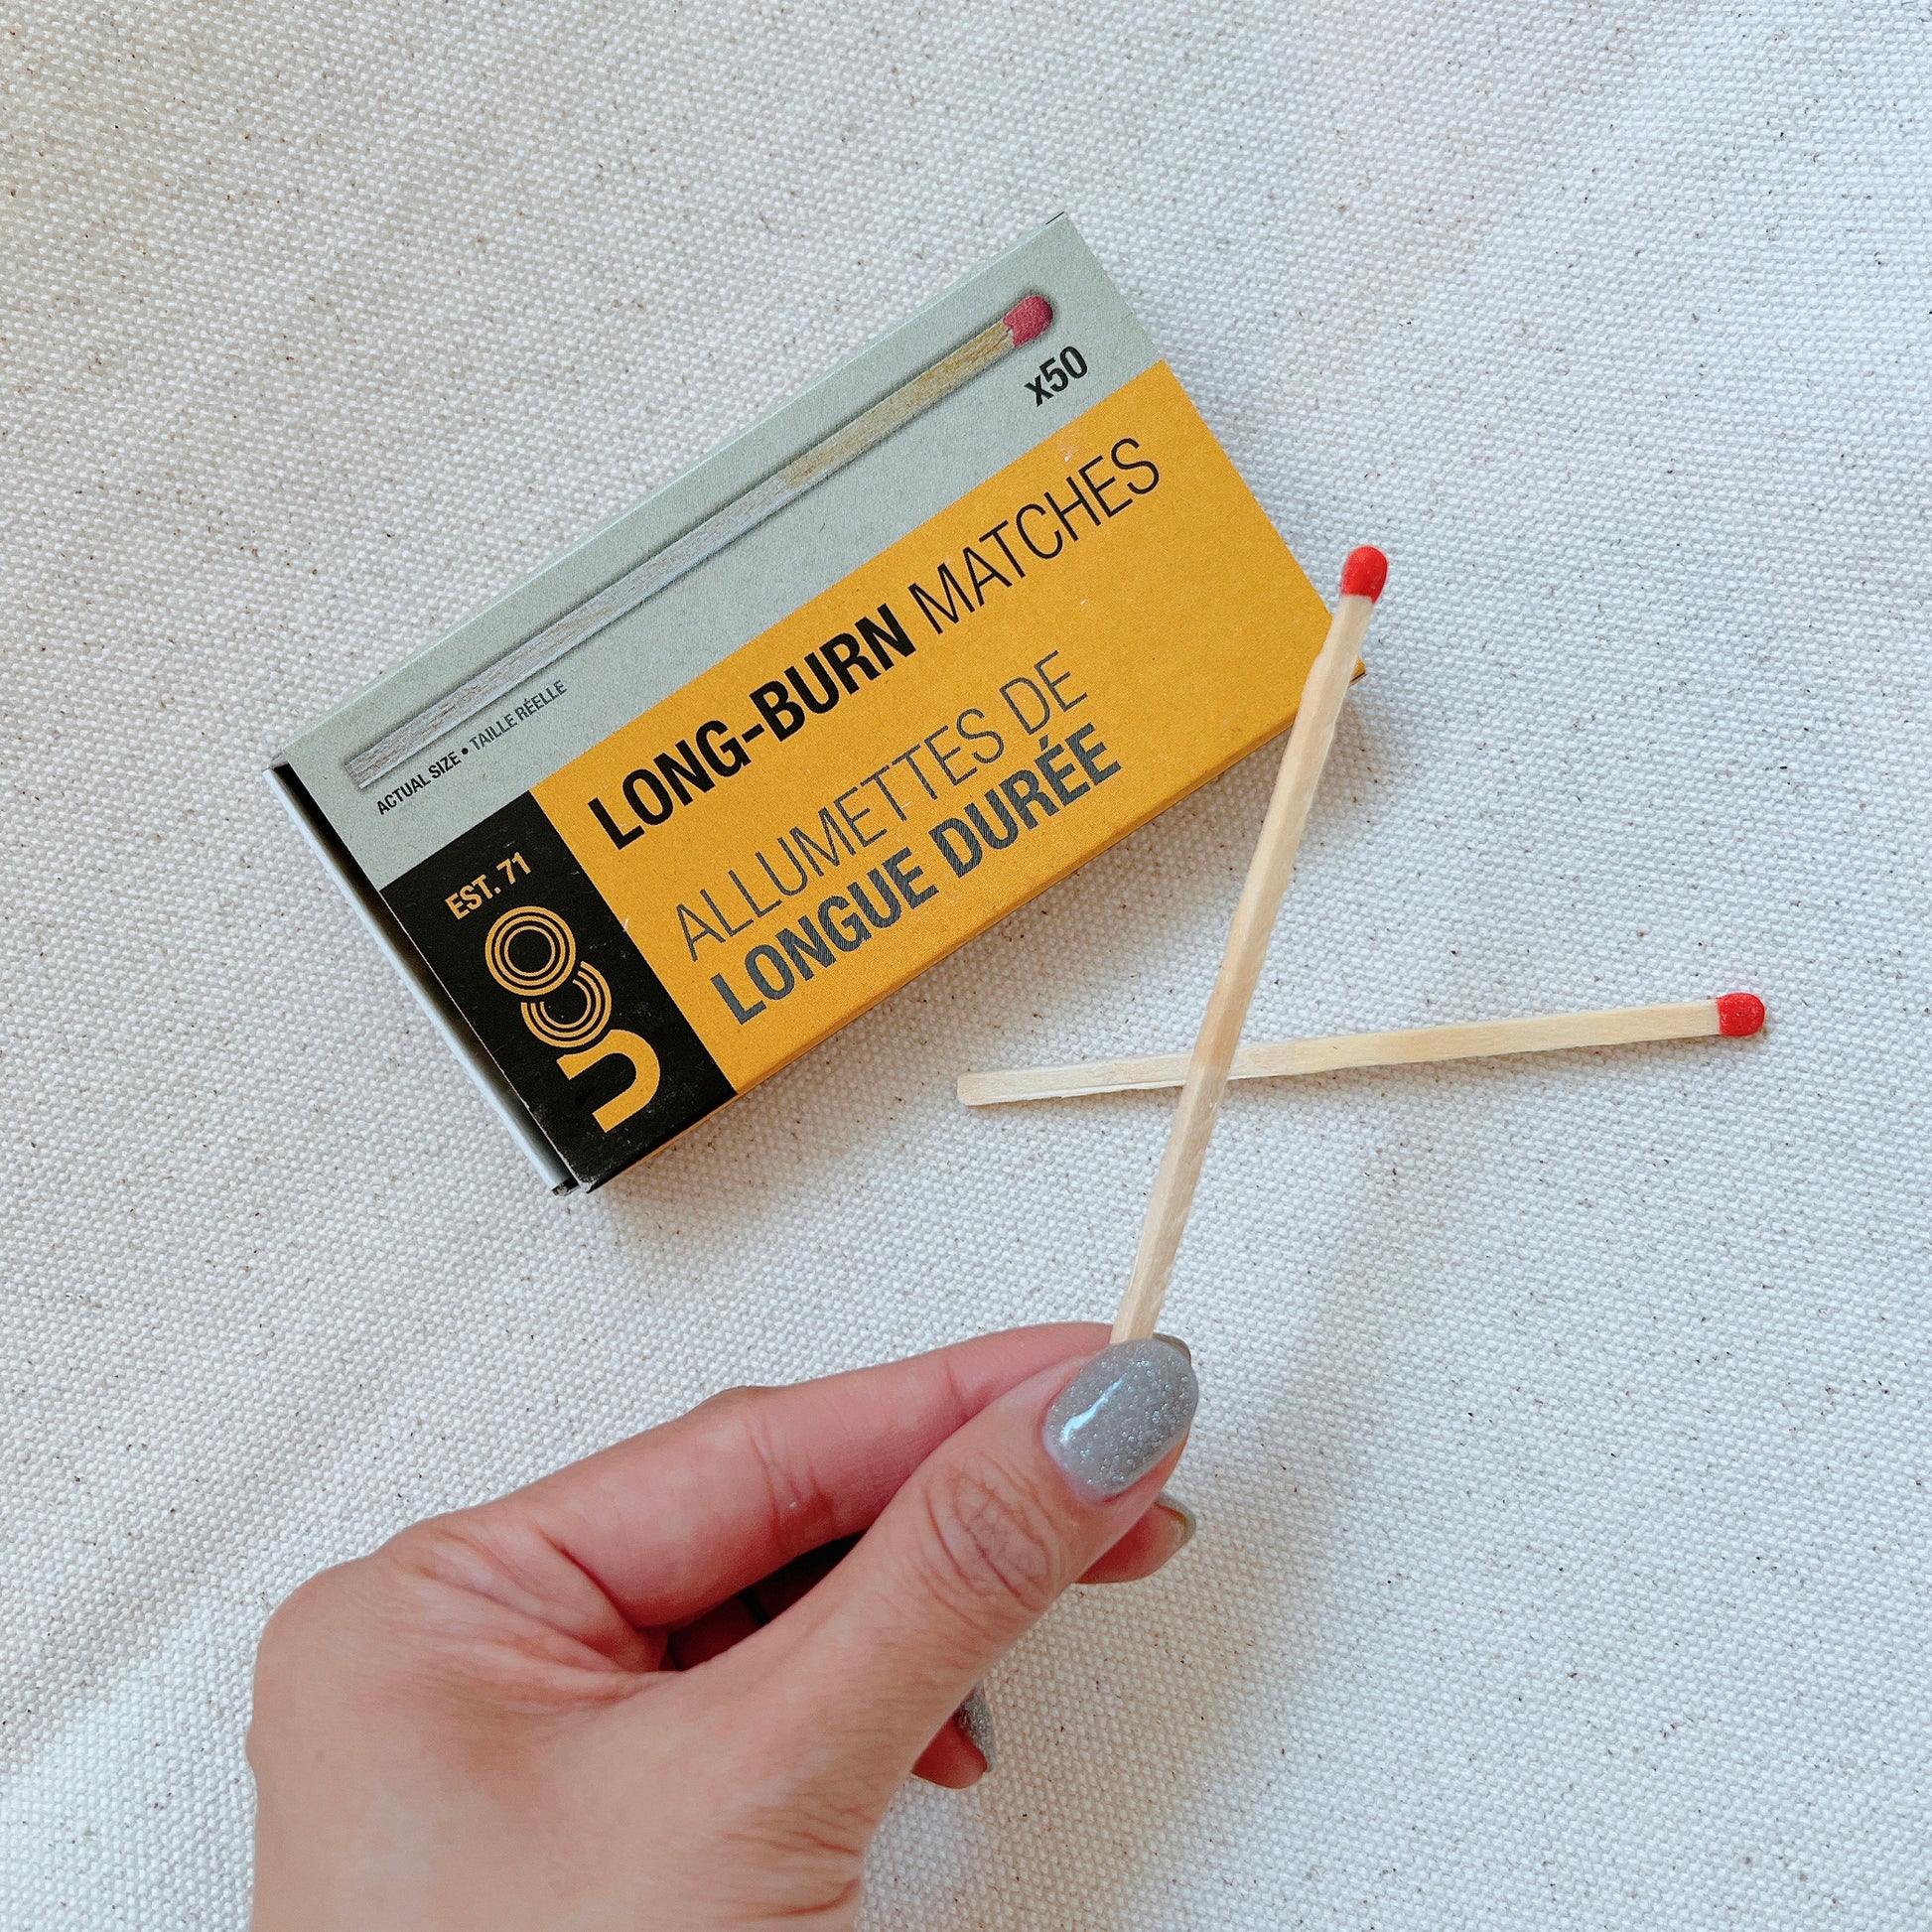 x50
ACTUAL SIZE • TAILLE RÉELLE
EST. 71
uco
LONG-BURN MATCHES
ALLUMETTES DE
LONGUE DURÉE